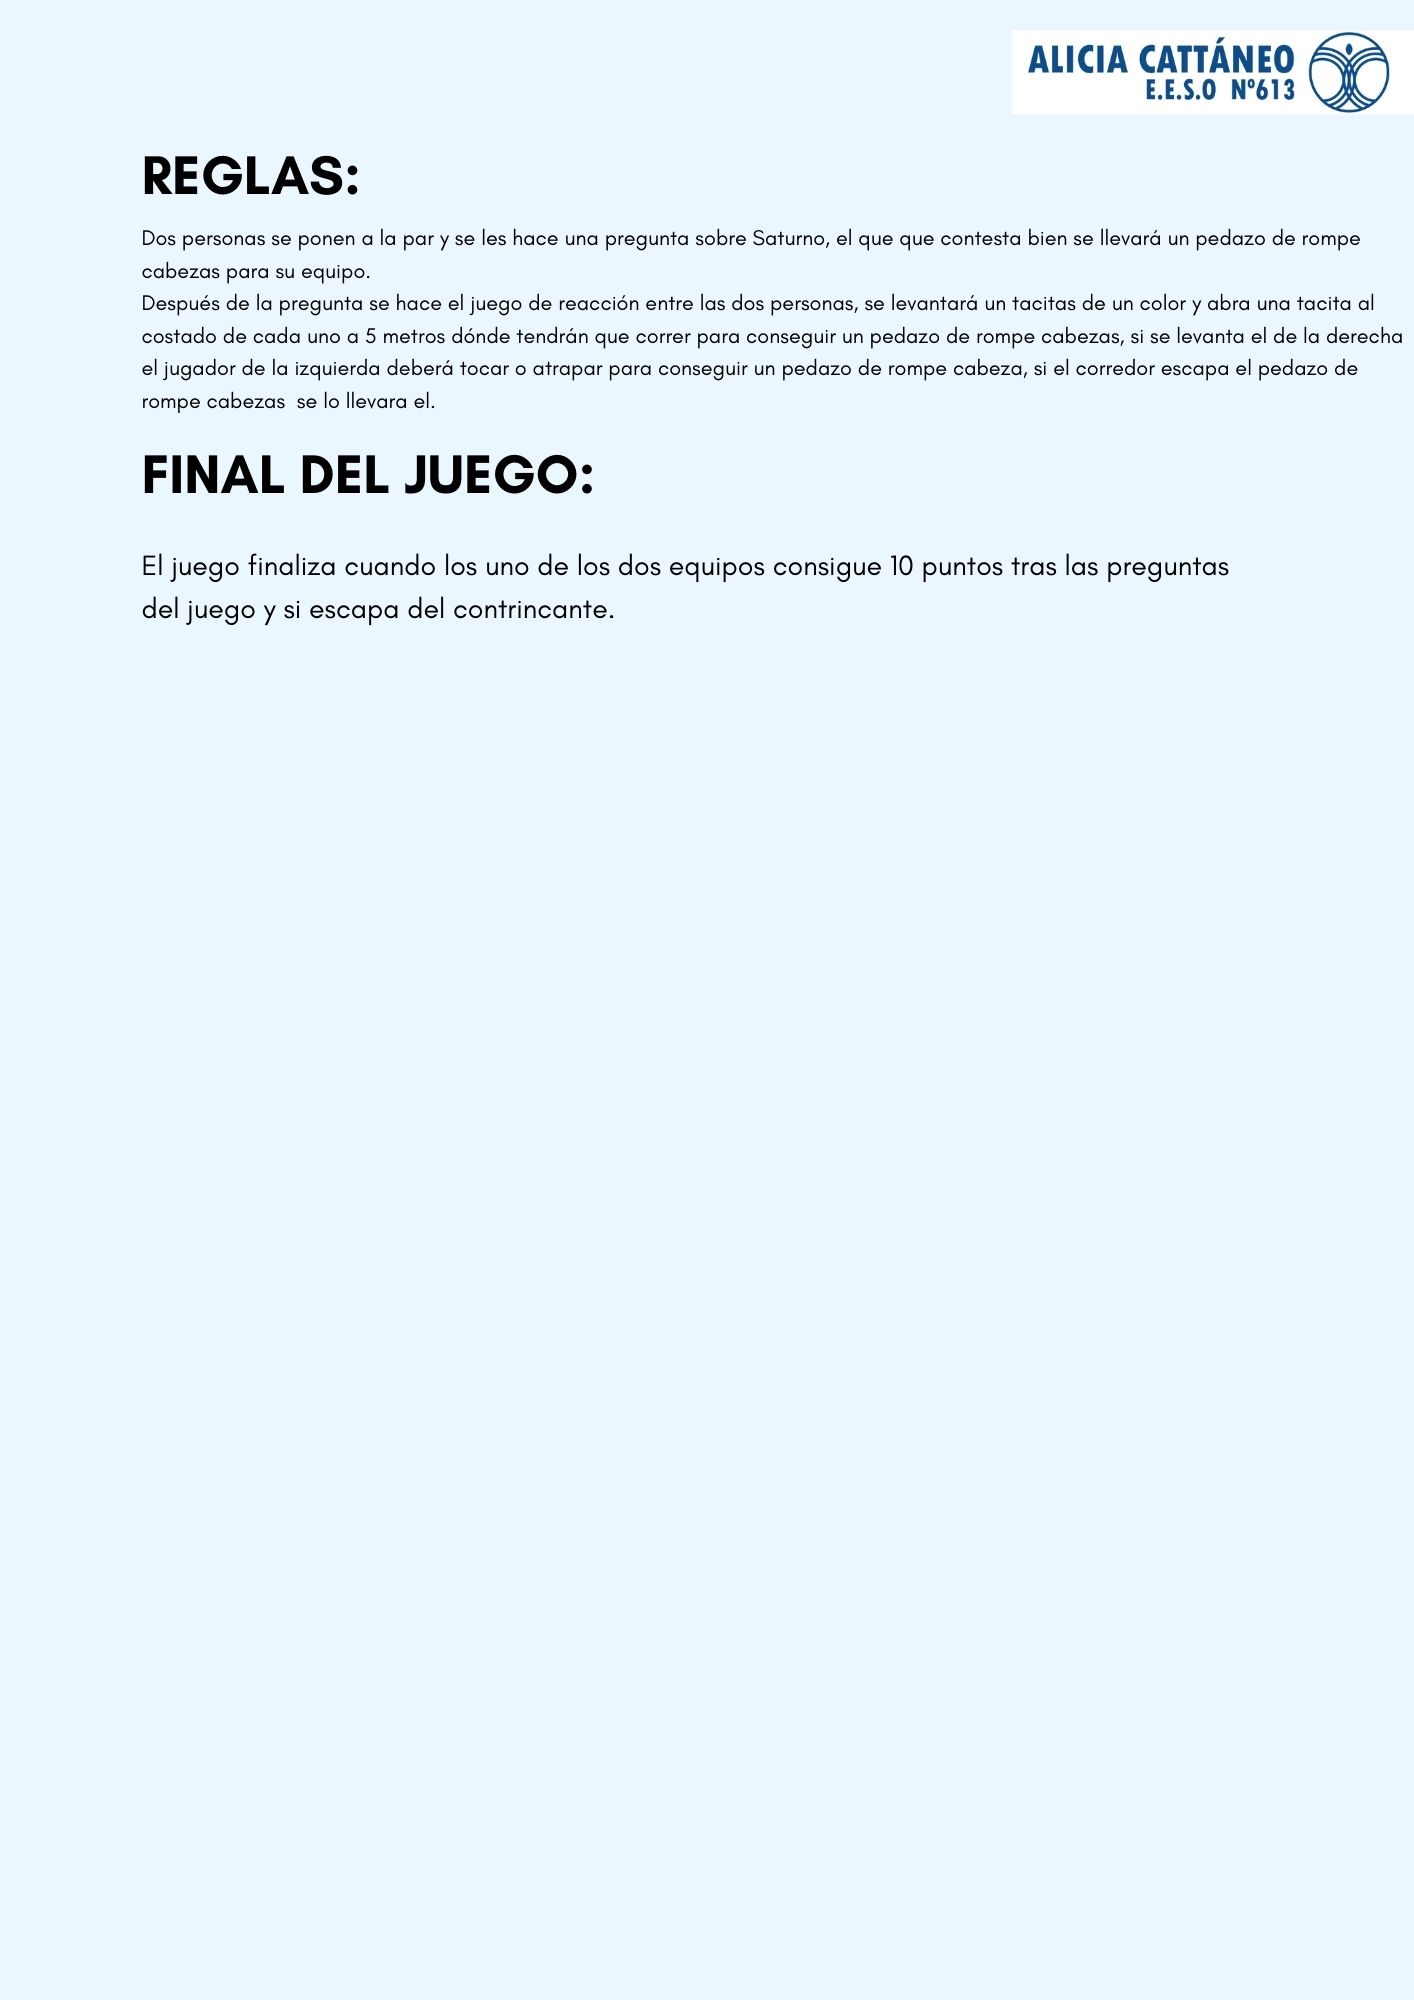 ALICIA CATTÁNEO
E.E.S.O Nº613
REGLAS:
Dos personas se ponen a la par y se les hace una pregunta sobre Saturno, el que que contesta bien se llevará un pedazo de rompe
cabezas para su equipo.
Después de la pregunta se hace el juego de reacción entre las dos personas, se levantará un tacitas de un color y abra una tacita al
costado de cada uno a 5 metros dónde tendrán que correr para conseguir un pedazo de rompe cabezas, si se levanta el de la derecha
el jugador de la izquierda deberá tocar o atrapar para conseguir un pedazo de rompe cabeza, si el corredor escapa el pedazo de
rompe cabezas  se lo llevara el.
FINAL DEL JUEGO:
El juego finaliza cuando los uno de los dos equipos consigue 10 puntos tras las preguntas
del juego y si escapa del contrincante.